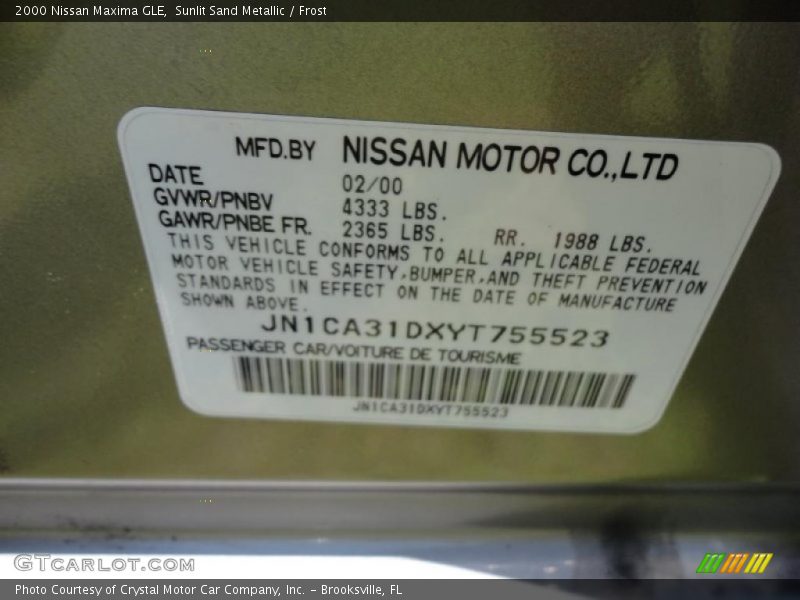 2000 Nissan Maxima GLE, Sunlit Sand Metallic / Frost
MFD.BY NISSAN MOTOR CO.,LTD
DATE 02/00
GVWR/PNBV 4333 LBS.
GAWR/PNBE FR. 2365 LBS. RR. 1988 LBS.
THIS VEHICLE CONFORMS TO ALL APPLICABLE FEDERAL
MOTOR VEHICLE SAFETY,BUMPER,AND THEFT PREVENTION
STANDARDS IN EFFECT ON THE DATE OF MANUFACTURE
SHOWN ABOVE.
JN1CA31DXYT755523
PASSENGER CAR/VOITURE DE TOURISME
JN1CA31DXYT755523
GTCARLOT.COM
Photo Courtesy of Crystal Motor Car Company, Inc. – Brooksville, FL